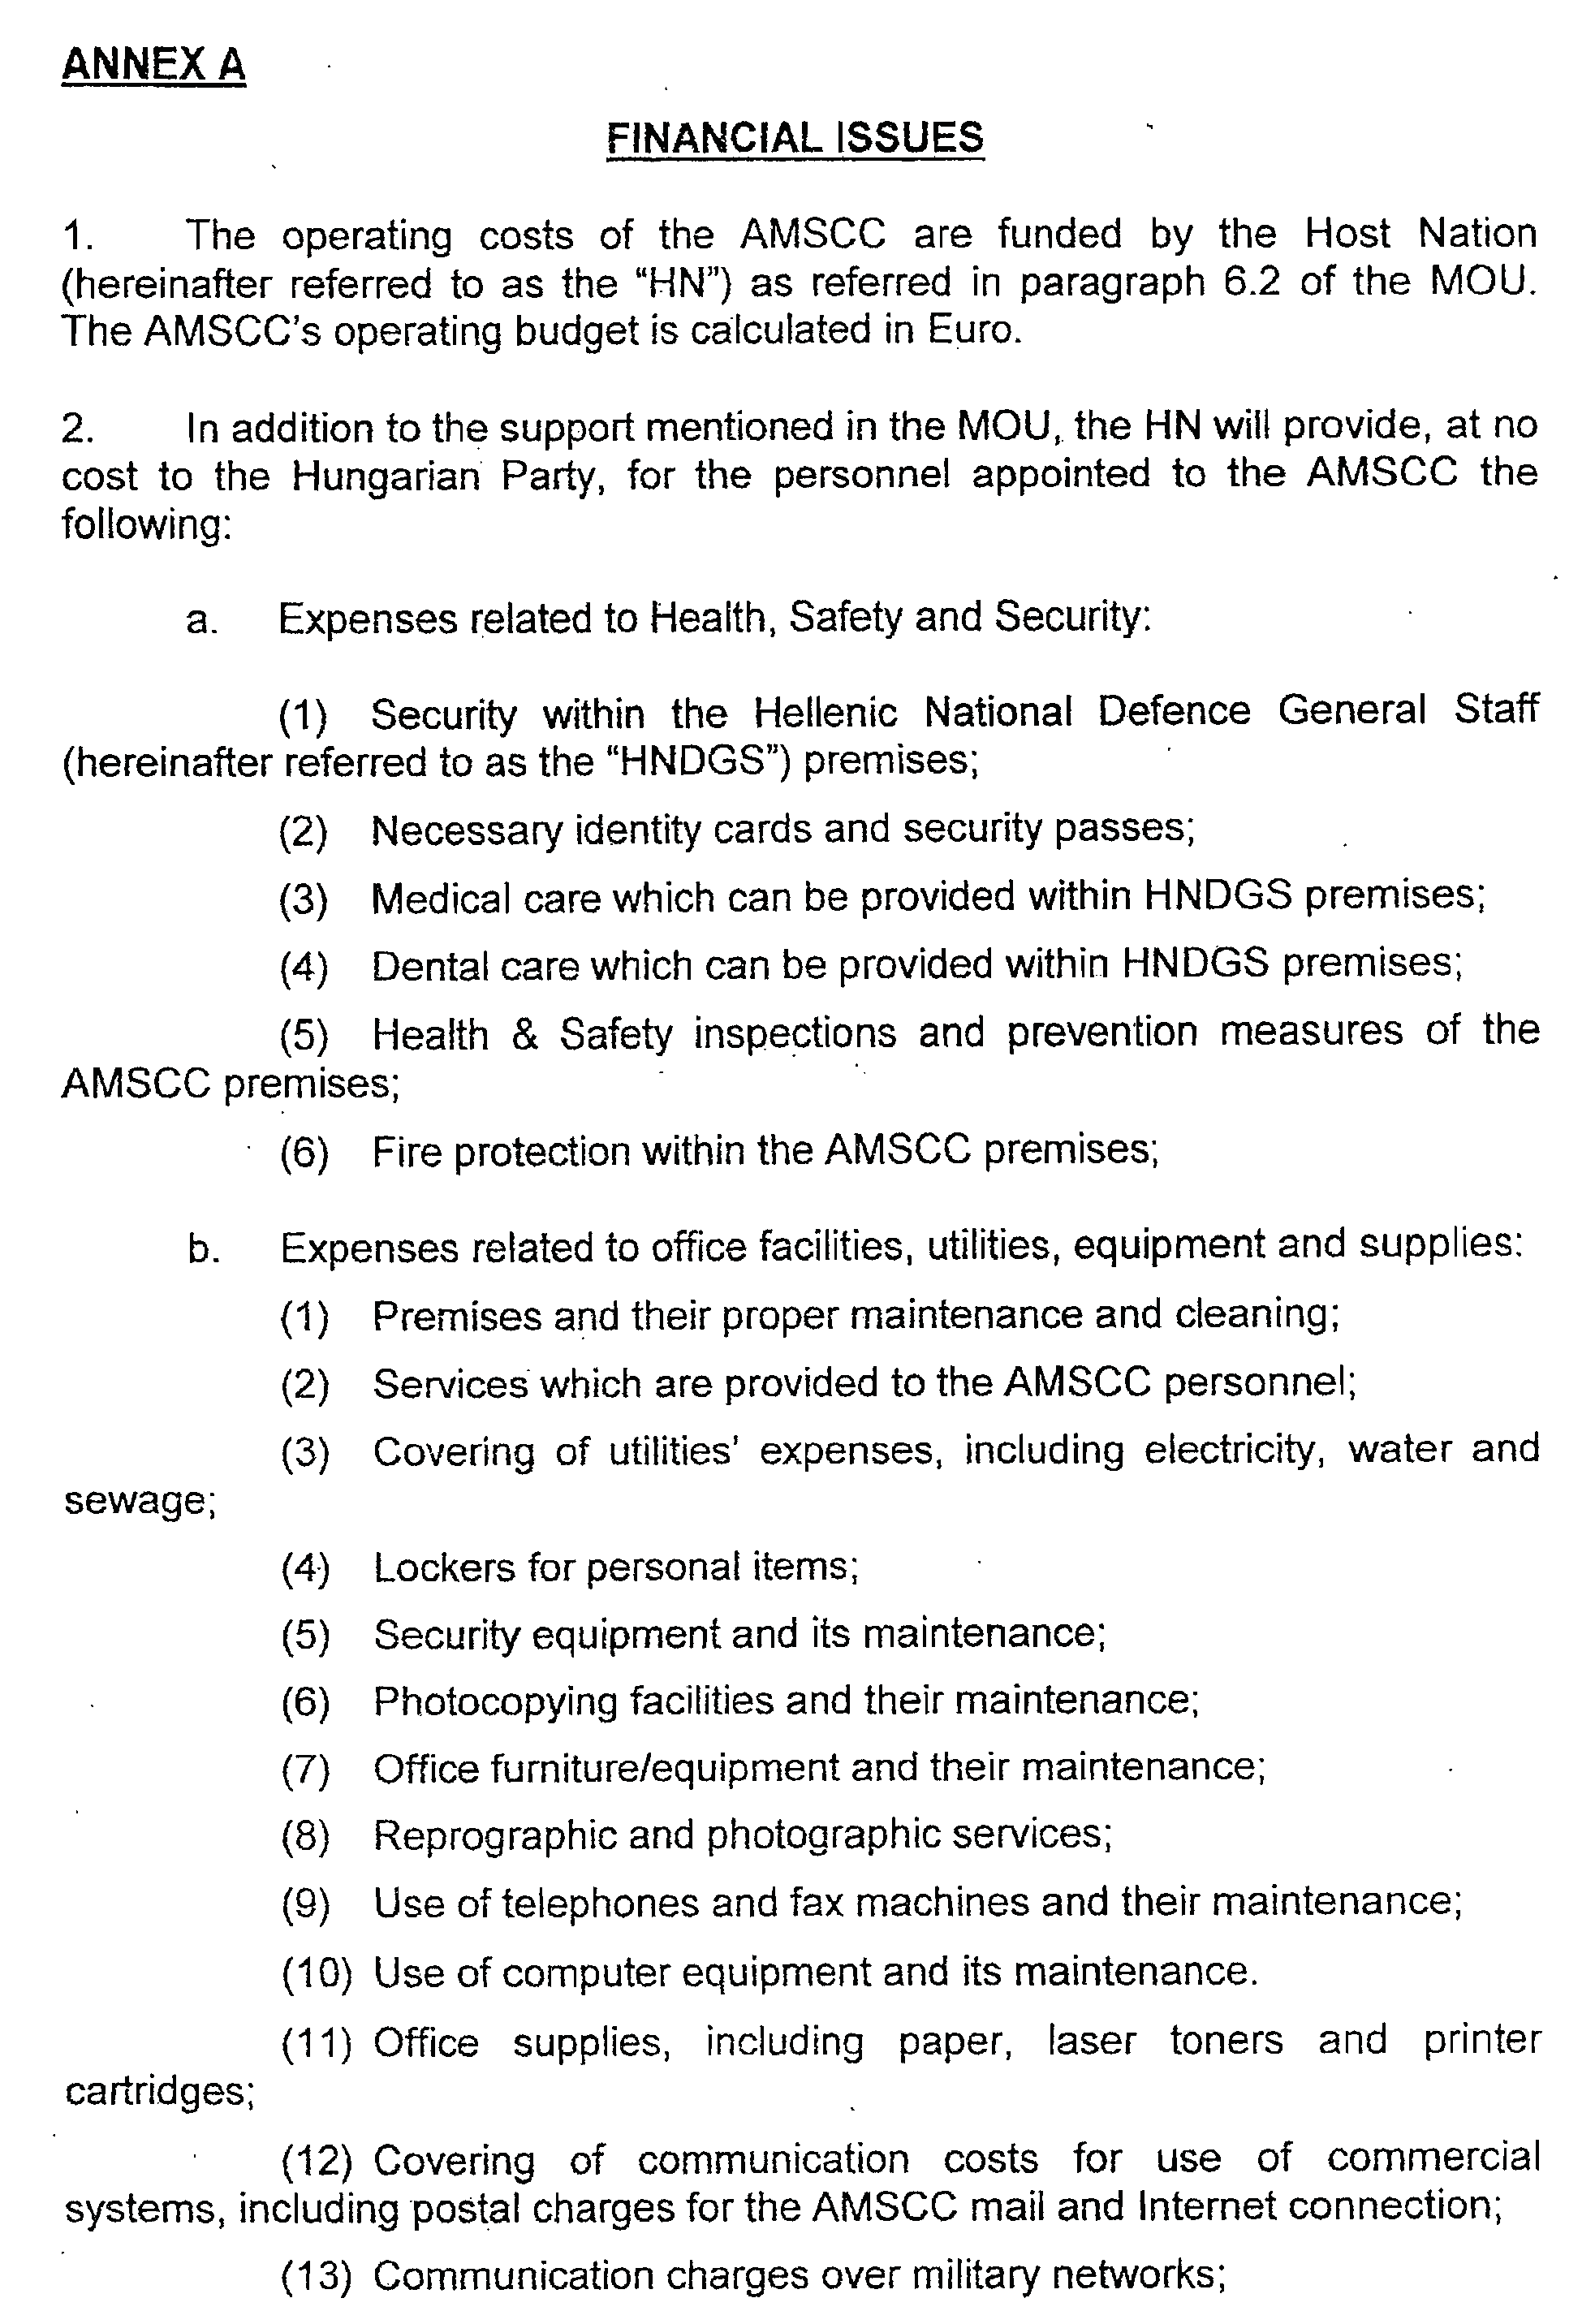 ANNEX A
FINANCIAL ISSUES
1. The operating costs of the AMSCC are funded by the Host Nation
(hereinafter referred to as the “HN”) as referred in paragraph 6.2 of the MOU.
The AMSCC’s operating budget is calculated in Euro.
2. In addition to the support mentioned in the MOU, the HN will provide, at no
cost to the Hungarian Party, for the personnel appointed to the AMSCC the
following:
a. Expenses related to Health, Safety and Security:
(1) Security within the Hellenic National Defence General Staff
(hereinafter referred to as the “HNDGS”) premises;
(2) Necessary identity cards and security passes;
(3) Medical care which can be provided within HNDGS premises;
(4) Dental care which can be provided within HNDGS premises;
(5) Health & Safety inspections and prevention measures of the
AMSCC premises;
(6) Fire protection within the AMSCC premises;
b. Expenses related to office facilities, utilities, equipment and supplies:
(1) Premises and their proper maintenance and cleaning;
(2) Services which are provided to the AMSCC personnel;
(3) Covering of utilities' expenses, including electricity, water and
sewage;
(4) Lockers for personal items;
(5) Security equipment and its maintenance;
(6) Photocopying facilities and their maintenance;
(7) Office furniture/equipment and their maintenance;
(8) Reprographic and photographic services;
(9) Use of telephones and fax machines and their maintenance;
(10) Use of computer equipment and its maintenance.
(11) Office supplies, including paper, laser toners and printer
cartridges;
(12) Covering of communication costs for use of commercial
systems, including postal charges for the AMSCC mail and Internet connection;
(13) Communication charges over military networks;